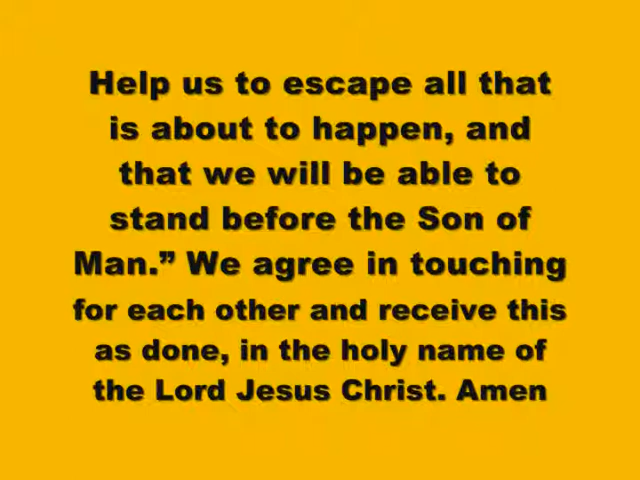 Help us to escape all that
is about to happen, and
that we will be able to
stand before the Son of
Man.” We agree in touching
for each other and receive this
as done, in the holy name of
the Lord Jesus Christ. Amen